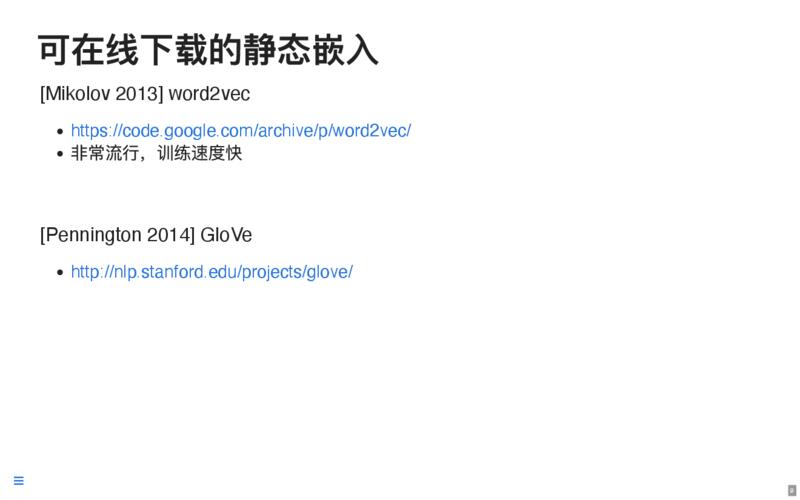 可在线下载的静态嵌入
[Mikolov 2013] word2vec
https://code.google.com/archive/p/word2vec/
非常流行，训练速度快
[Pennington 2014] GloVe
http://nlp.stanford.edu/projects/glove/